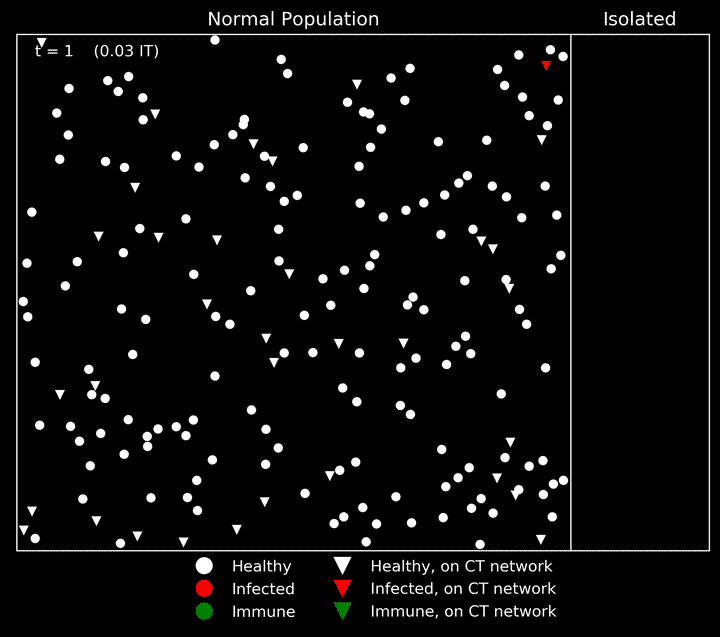 Normal Population Isolated
t = 1 (0.03 IT)
Healthy Healthy, on CT network
Infected Infected, on CT network
Immune Immune, on CT network